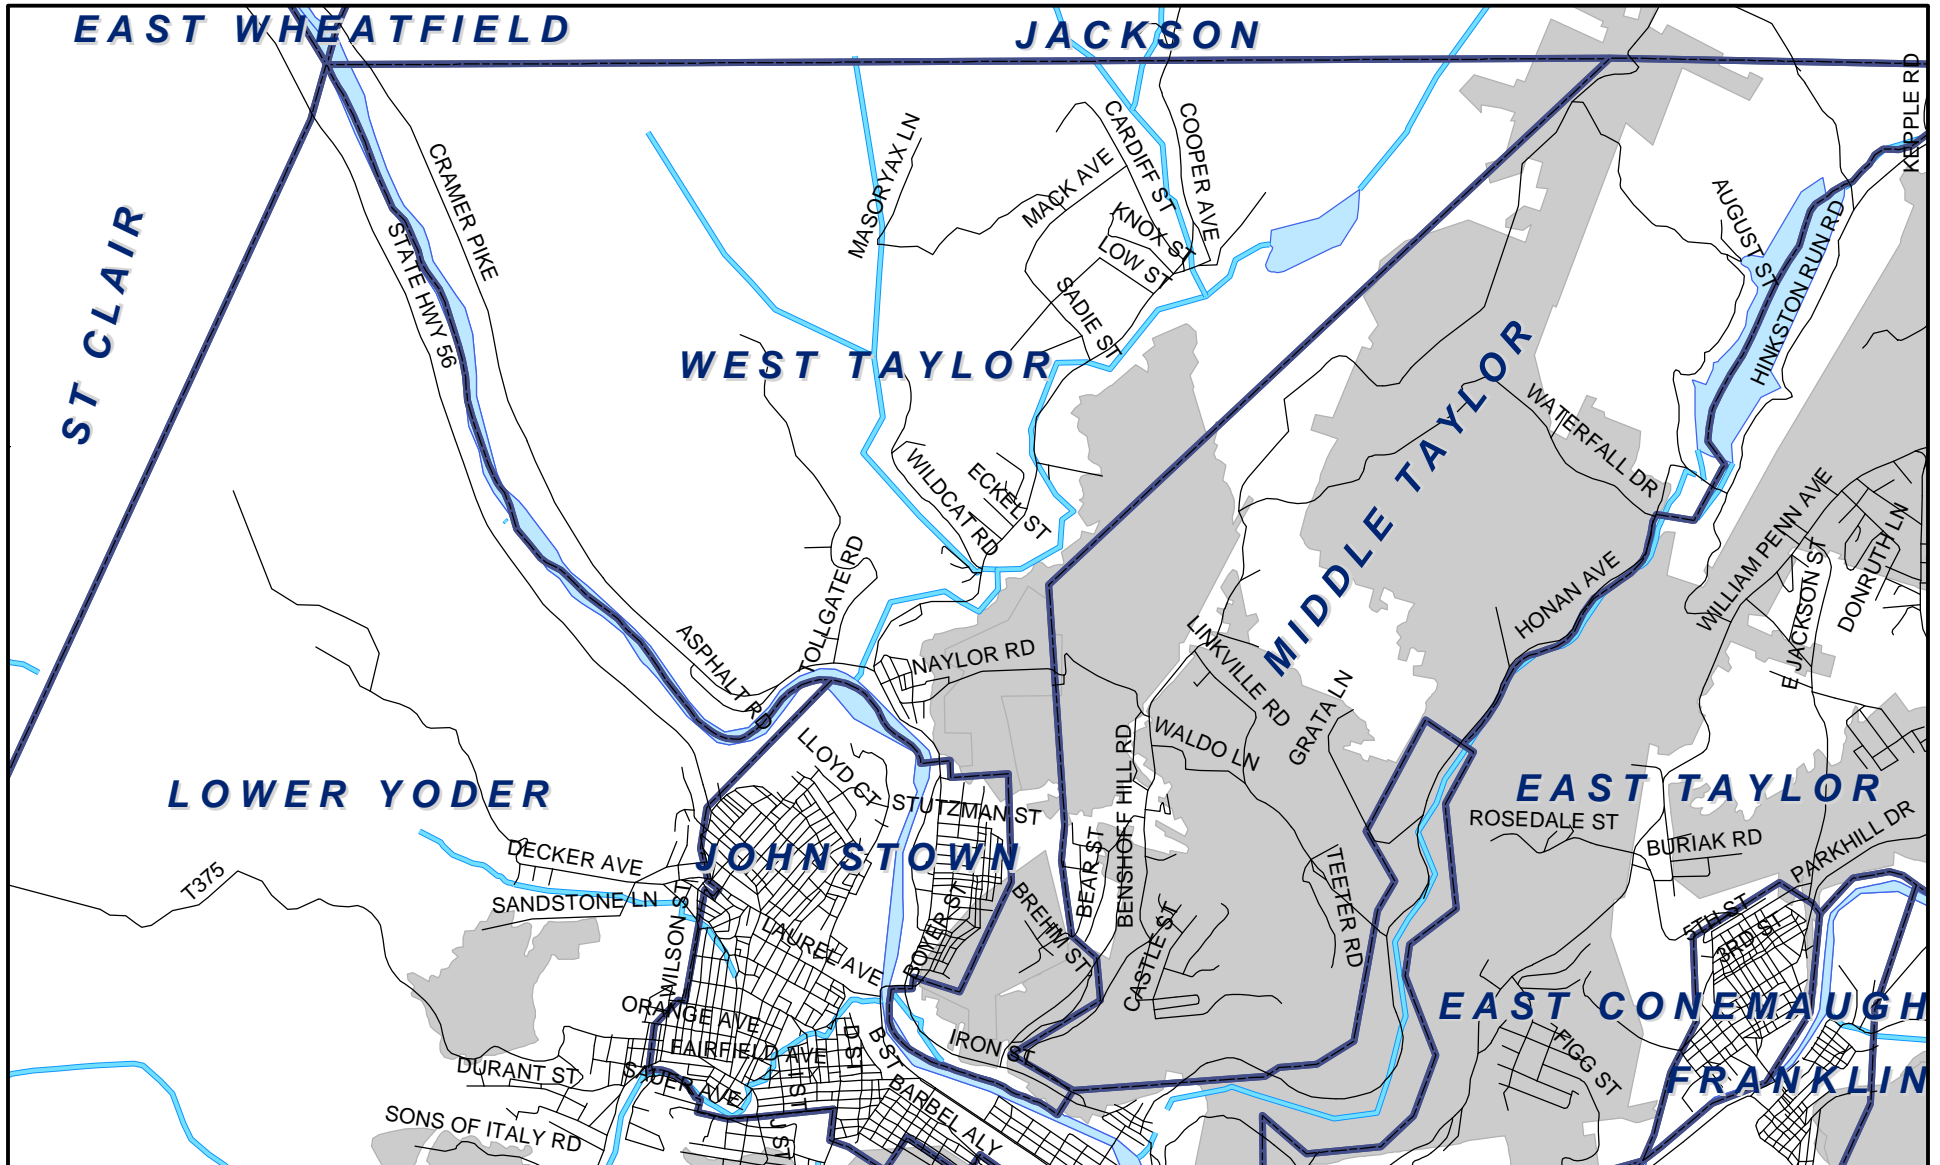 EAST WHEATFIELD
JACKSON
KEPPLE RD
CRAMER PIKE
MASORYAX LN
CARDIFF ST
COOPER AVE
MACK AVE
KNOX ST
LOW ST
SADIE ST
AUGUST ST
HINKSTON RUN RD
ST CLAIR
STATE HWY 56
WEST TAYLOR
MIDDLE TAYLOR
WATERFALL DR
WILDCAT RD
ECKEL ST
WILLIAM PENN AVE
E JACKSON ST
DONRUTH LN
HONAN AVE
TOLLGATE RD
ASPHALT RD
NAYLOR RD
LINKVILLE RD
GRATA LN
WALDO LN
BENSHOFF HILL RD
LLOYD CT
STUTZMAN ST
LOWER YODER
EAST TAYLOR
ROSEDALE ST
BURIAK RD
PARKHILL DR
DECKER AVE
JOHNSTOWN
T375
SANDSTONE LN
WILSON ST
LAUREL AVE
BOYER ST
BREHM ST
BEAR ST
CASTLE ST
TEETER RD
5TH ST
3RD ST
ORANGE AVE
EAST CONEMAUGH
FAIRFIELD AVE
D ST
B ST
IRON ST
FIGG ST
DURANT ST
SAUER AVE
I ST
BARBEL ALY
FRANKLIN
SONS OF ITALY RD
J ST